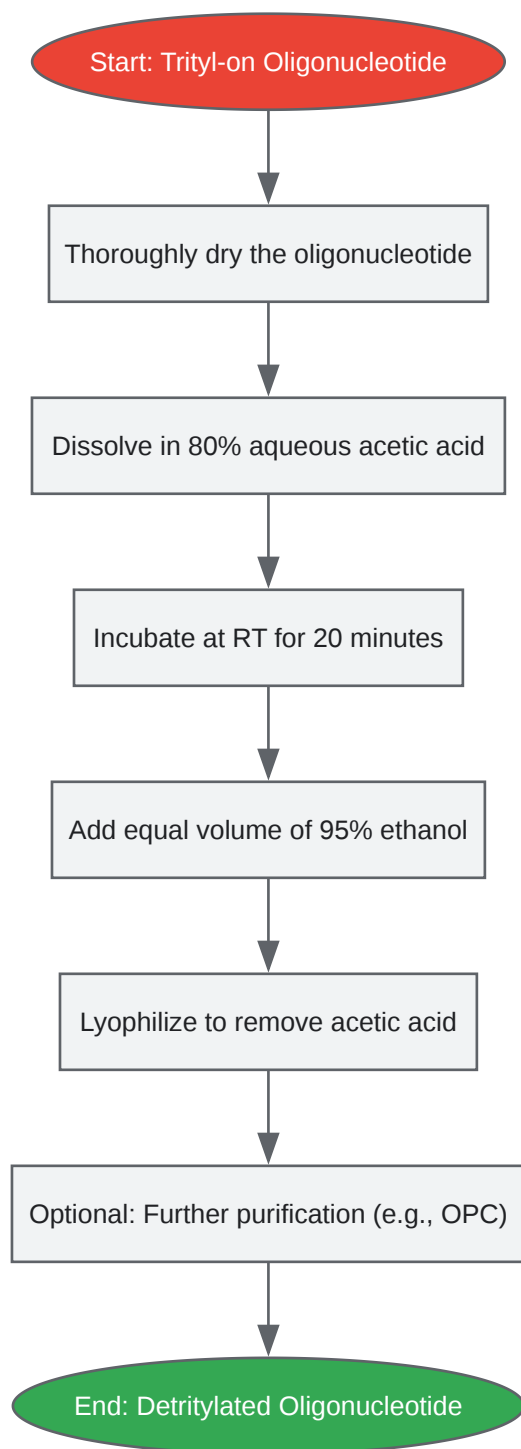 Start: Trityl-on Oligonucleotide
Thoroughly dry the oligonucleotide
Dissolve in 80% aqueous acetic acid
Incubate at RT for 20 minutes
Add equal volume of 95% ethanol
Lyophilize to remove acetic acid
Optional: Further purification (e.g., OPC)
End: Detritylated Oligonucleotide